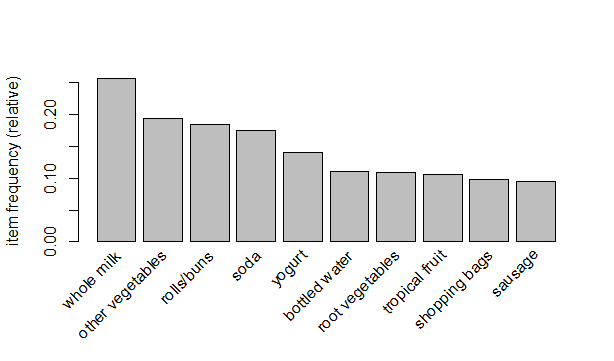 item frequency (relative)
0.20
0.10
0.00
whole milk
other vegetables
rolls/buns
soda
yogurt
bottled water
root vegetables
tropical fruit
shopping bags
sausage